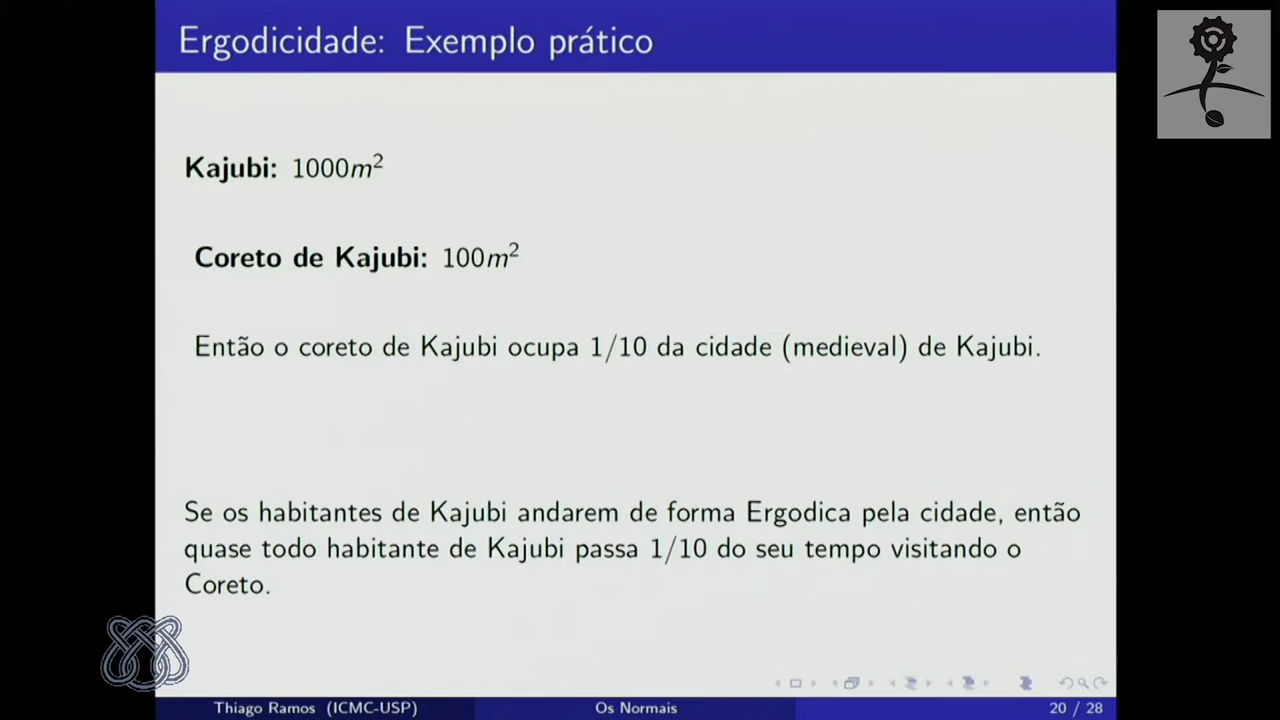 Ergodicidade: Exemplo prático
Kajubi: 1000m²
Coreto de Kajubi: 100m²
Então o coreto de Kajubi ocupa 1/10 da cidade (medieval) de Kajubi.
Se os habitantes de Kajubi andarem de forma Ergodica pela cidade, então
quase todo habitante de Kajubi passa 1/10 do seu tempo visitando o
Coreto.
Thiago Ramos (ICMC-USP) Os Normais 20 / 28